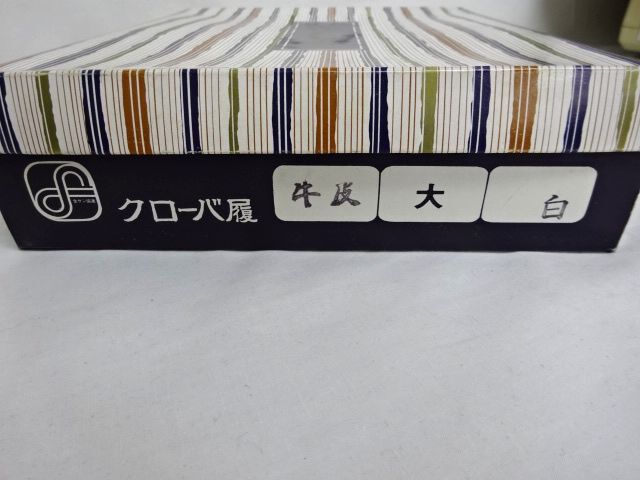 クローバ履 牛皮 大 白